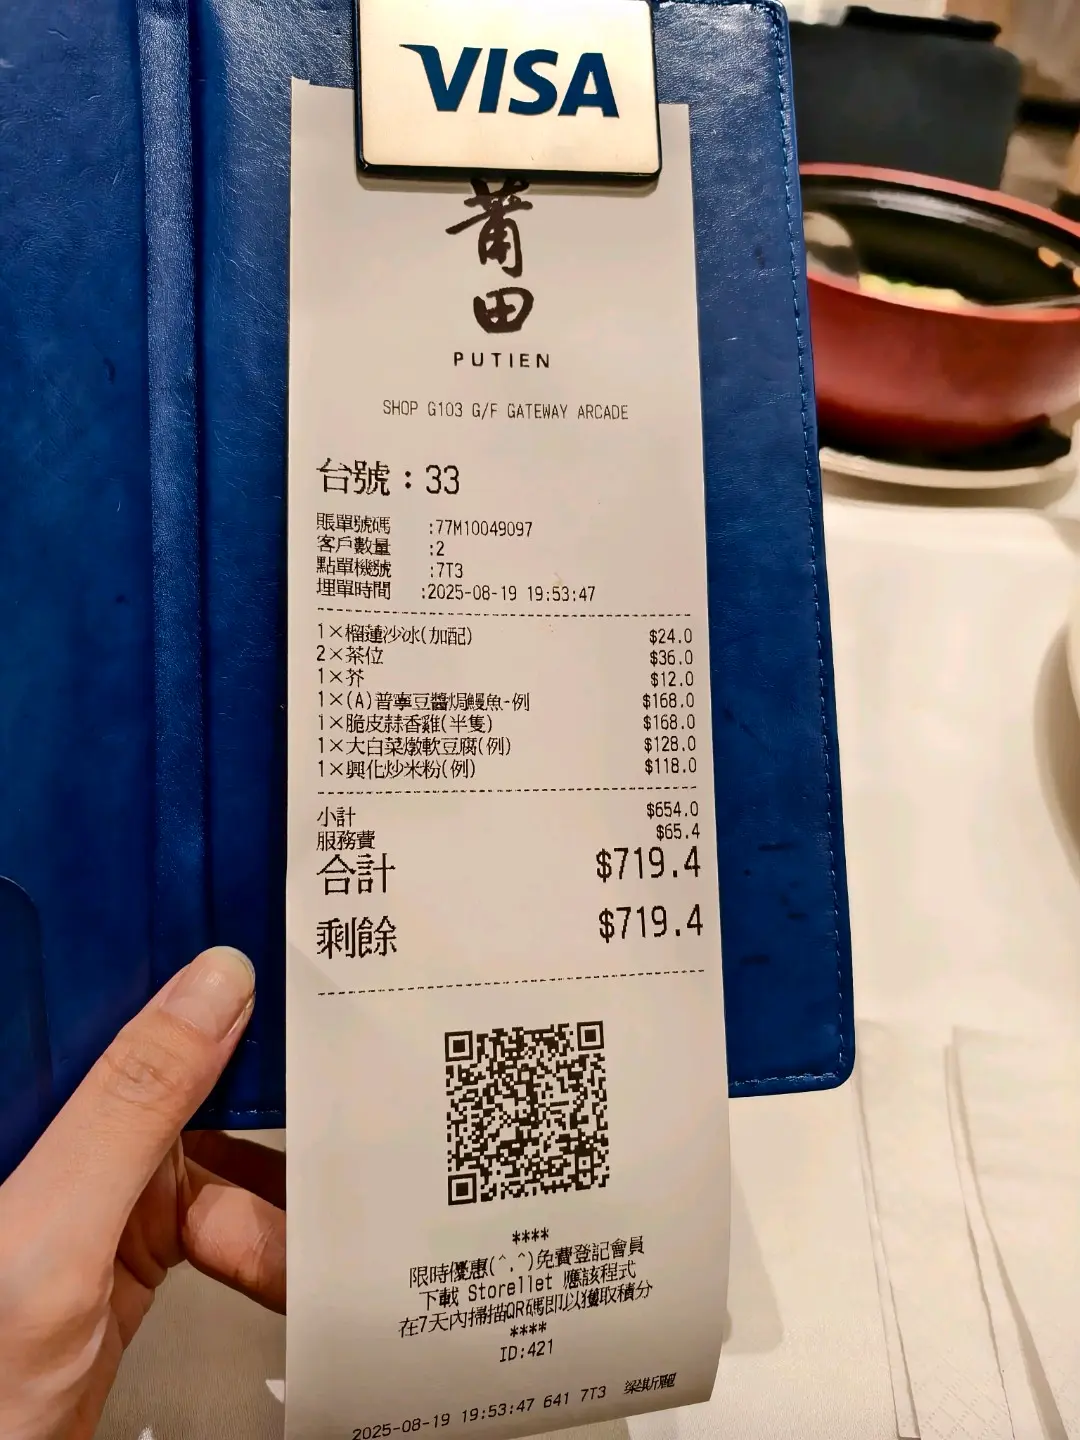 VISA
莆
田
PUTIEN
SHOP G103 G/F GATEWAY ARCADE
台號：33
賬單號碼 :77M10049097
客戶數量 :2
點單機號 :7T3
埋單時間 :2025-08-19 19:53:47
1×榴蓮沙冰(加配) $24.0
2×茶位 $36.0
1×芥 $12.0
1×(A)普寧豆醬焗鰻魚-例 $168.0
1×脆皮蒜香雞(半隻) $168.0
1×大白菜燉軟豆腐(例) $128.0
1×興化炒米粉(例) $118.0
小計 $654.0
服務費 $65.4
合計 $719.4
剩餘 $719.4
****
限時優惠(^.^)免費登記會員
下載 Storellet 應該程式
在7天內掃描QR碼即以獲取積分
****
ID:421
2025-08-19 19:53:47 641 7T3 梁斯麗